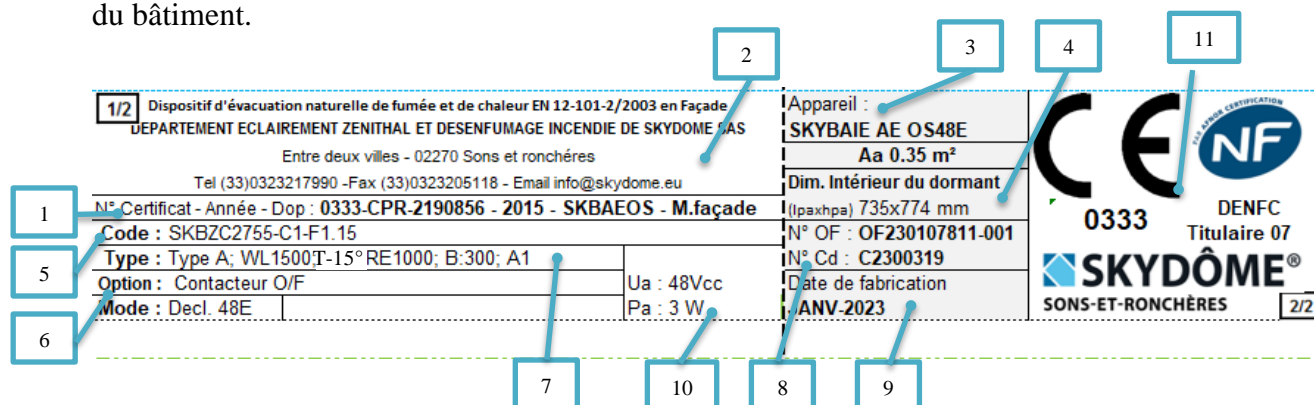 du bâtiment.
2
3
4
11
1/2 Dispositif d'évacuation naturelle de fumée et de chaleur EN 12-101-2/2003 en Façade
DEPARTEMENT ECLAIREMENT ZENITHAL ET DESENFUMAGE INCENDIE DE SKYDOME SAS
Entre deux villes - 02270 Sons et ronchéres
Tel (33)0323217990 -Fax (33)0323205118 - Email info@skydome.eu
1
N° Certificat - Année - Dop : 0333-CPR-2190856 - 2015 - SKBAEOS - M.façade
5
Code : SKBZC2755-C1-F1.15
Type : Type A; WL1500;T-15° RE1000; B:300; A1
Option : Contacteur O/F
Mode : Decl. 48E
Ua : 48Vcc
Pa : 3 W
6
Appareil :
SKYBAIE AE OS48E
Aa 0.35 m²
Dim. Intérieur du dormant
(lpaxhpa) 735x774 mm
N° OF : OF230107811-001
N° Cd : C2300319
Date de fabrication
JANV-2023
CE
0333
PAR AFNOR CERTIFICATION
NF
DENFC
Titulaire 07
SKYDÔME®
SONS-ET-RONCHÈRES
2/2
7
10
8
9